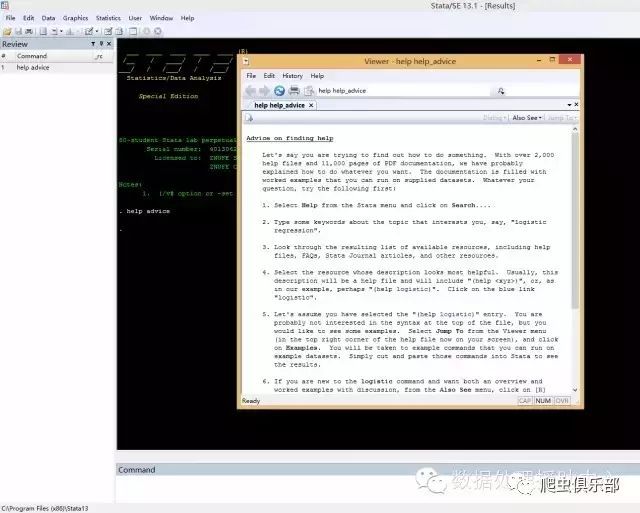 Stata/SE 13.1 - [Results]
File Edit Data Graphics Statistics User Window Help
Review
# Command _rc
1 help advice
(R)
Statistics/Data Analysis
Special Edition
80-student Stata lab perpetual
Serial number:
Licensed to: ZNUFE
ZNUFE
Notes:
1. (/v# option or -set
. help advice
.
Viewer - help help_advice
File Edit History Help
help help_advice
help help_advice ×
Dialog Also See Jump To
Advice on finding help
Let's say you are trying to find out how to do something. With over 2,000
help files and 11,000 pages of PDF documentation, we have probably
explained how to do whatever you want. The documentation is filled with
worked examples that you can run on supplied datasets. Whatever your
question, try the following first:
1. Select Help from the Stata menu and click on Search....
2. Type some keywords about the topic that interests you, say, "logistic
regression".
3. Look through the resulting list of available resources, including help
files, FAQs, Stata Journal articles, and other resources.
4. Select the resource whose description looks most helpful. Usually, this
description will be a help file and will include "(help <xyz>)", or, as
in our example, perhaps "(help logistic)". Click on the blue link
"logistic".
5. Let's assume you have selected the "(help logistic)" entry. You are
probably not interested in the syntax at the top of the file, but you
would like to see some examples. Select Jump To from the Viewer menu
(in the top right corner of the help file now on your screen), and click
on Examples. You will be taken to example commands that you can run on
example datasets. Simply cut and paste those commands into Stata to see
the results.
6. If you are new to the logistic command and want both an overview and
worked examples with discussion, from the Also See menu, click on [R]
Ready
CAP NUM OVR
Command
数据处理援助中心
爬虫俱乐部
C:\Program Files (x86)\Stata13